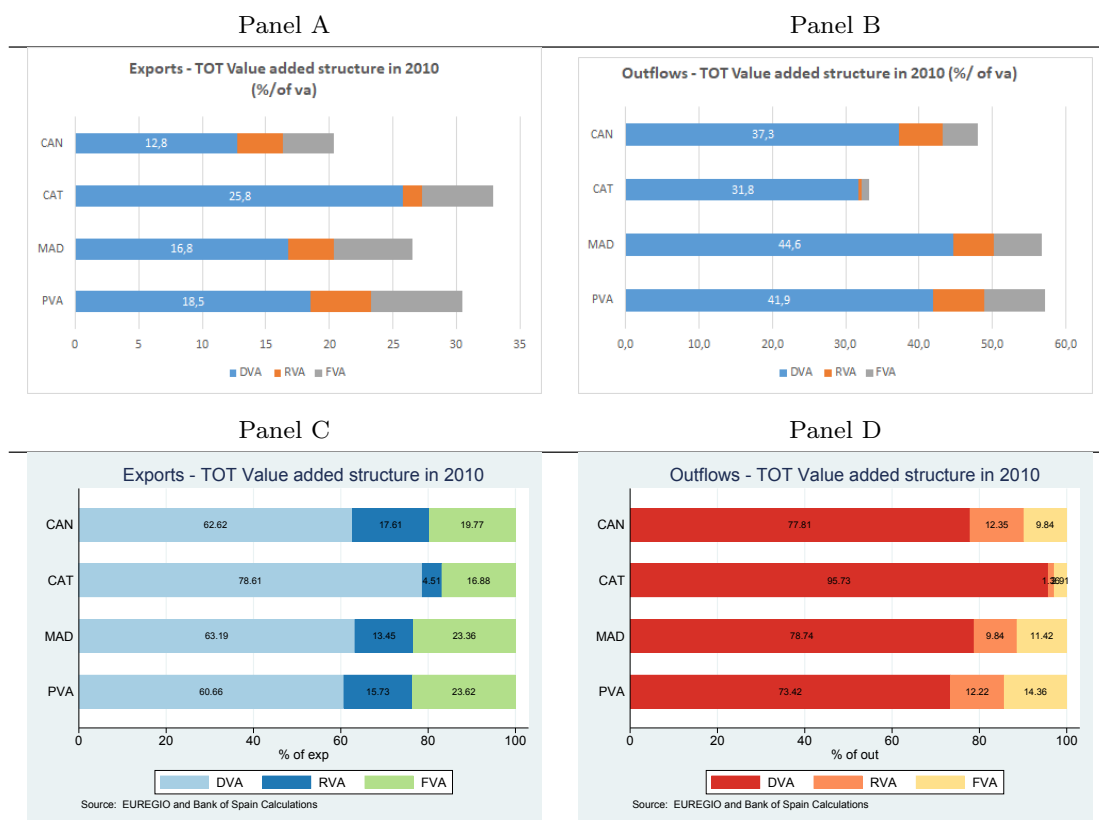 Panel A
Exports - TOT Value added structure in 2010
(%/of va)
CAN
12,8
CAT
25,8
MAD
16,8
PVA
18,5
0 5 10 15 20 25 30 35
DVA RVA FVA
Panel B
Outflows - TOT Value added structure in 2010 (%/ of va)
CAN
37,3
CAT
31,8
MAD
44,6
PVA
41,9
0,0 10,0 20,0 30,0 40,0 50,0 60,0
DVA RVA FVA
Panel C
Exports - TOT Value added structure in 2010
CAN 62.62 17.61 19.77
CAT 78.61 4.51 16.88
MAD 63.19 13.45 23.36
PVA 60.66 15.73 23.62
0 20 40 60 80 100
% of exp
DVA RVA FVA
Source: EUREGIO and Bank of Spain Calculations
Panel D
Outflows - TOT Value added structure in 2010
CAN 77.81 12.35 9.84
CAT 95.73
MAD 78.74 9.84 11.42
PVA 73.42 12.22 14.36
0 20 40 60 80 100
% of out
DVA RVA FVA
Source: EUREGIO and Bank of Spain Calculations